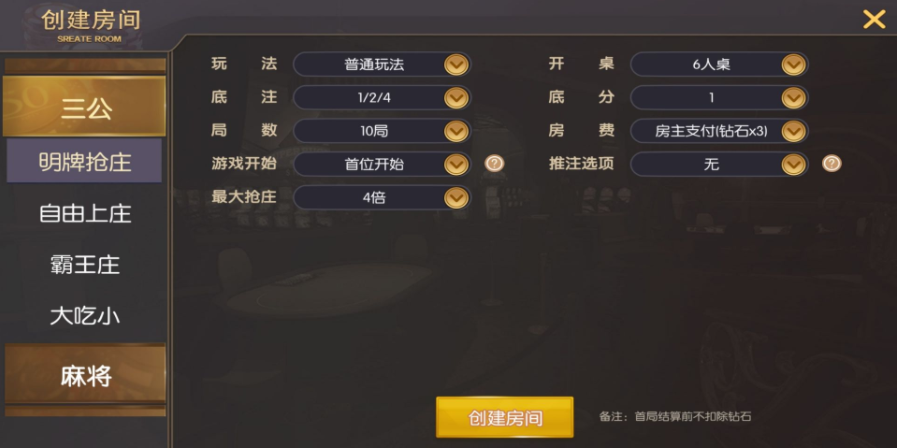 创建房间
SREATE ROOM
三公
明牌抢庄
自由上庄
霸王庄
大吃小
麻将
玩 法 普通玩法 开 桌 6人桌
底 注 1/2/4 底 分 1
局 数 10局 房 费 房主支付(钻石x3)
游戏开始 首位开始 ? 推注选项 无 ?
最大抢庄 4倍
创建房间 备注：首局结算前不扣除钻石